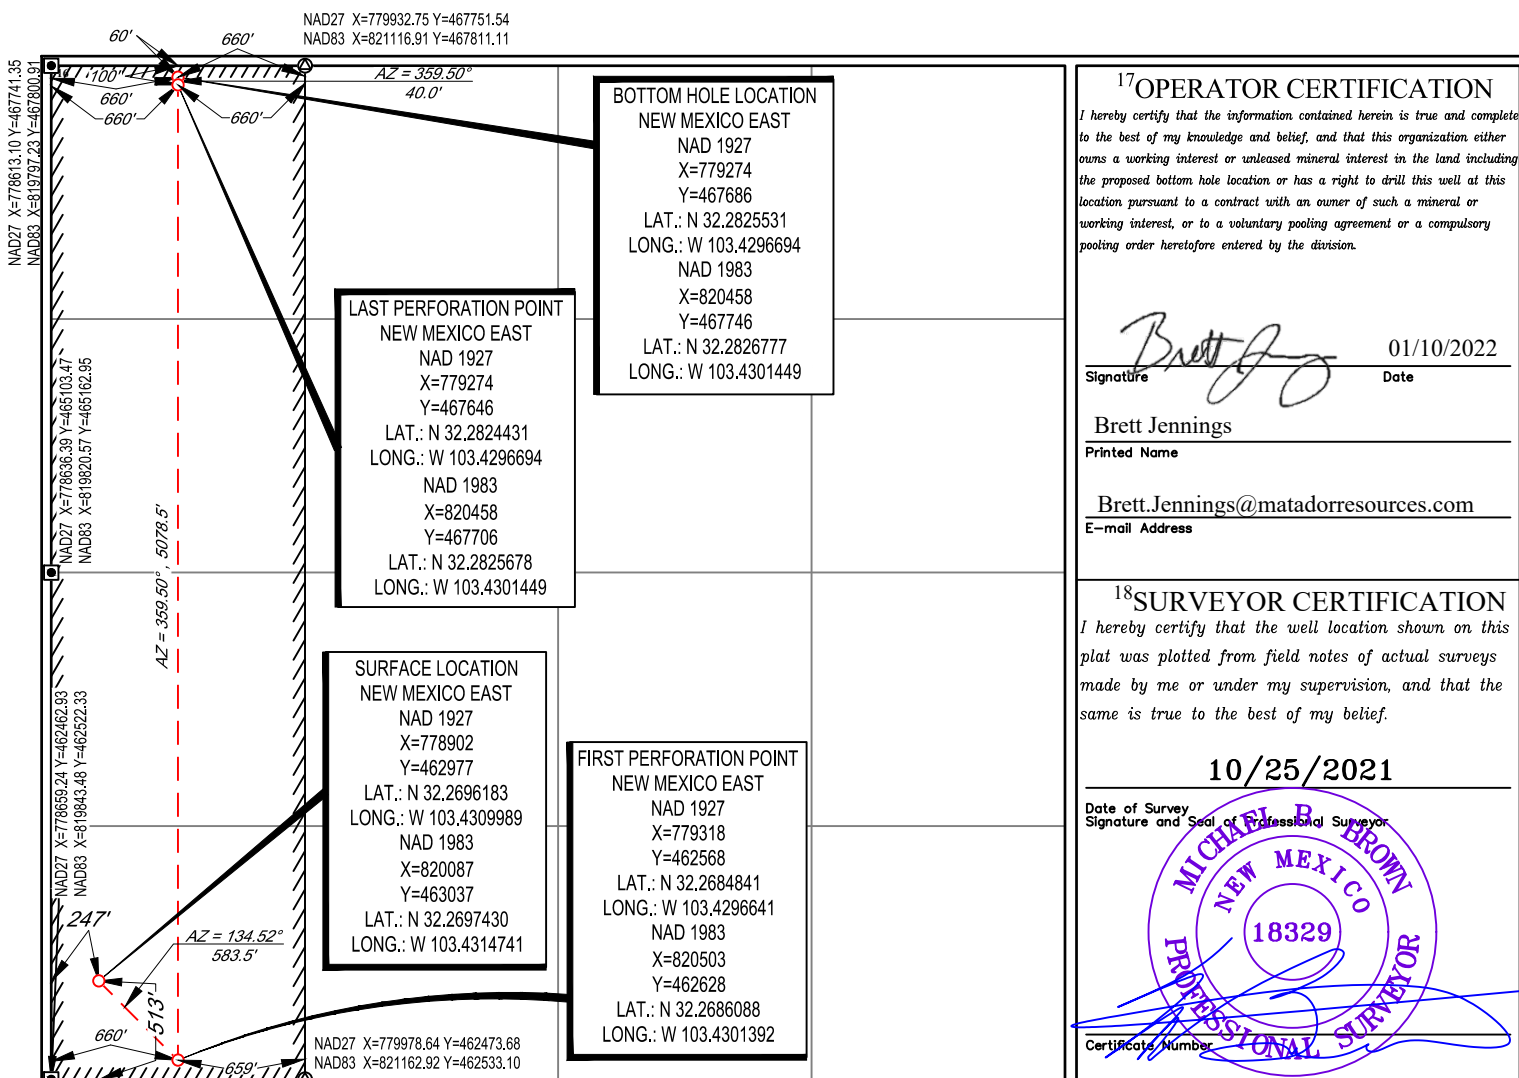 NAD27 X=779932.75 Y=467751.54
NAD83 X=821116.91 Y=467811.11
60'
660'
100'
660'
660'
660'
AZ = 359.50°
40.0'
NAD27 X=778613.10 Y=467741.35
NAD83 X=819797.23 Y=467800.91
BOTTOM HOLE LOCATION
NEW MEXICO EAST
NAD 1927
X=779274
Y=467686
LAT.: N 32.2825531
LONG.: W 103.4296694
NAD 1983
X=820458
Y=467746
LAT.: N 32.2826777
LONG.: W 103.4301449
LAST PERFORATION POINT
NEW MEXICO EAST
NAD 1927
X=779274
Y=467646
LAT.: N 32.2824431
LONG.: W 103.4296694
NAD 1983
X=820458
Y=467706
LAT.: N 32.2825678
LONG.: W 103.4301449
NAD27 X=778636.39 Y=465103.47
NAD83 X=819820.57 Y=465162.95
AZ = 359.50°, 5078.5'
SURFACE LOCATION
NEW MEXICO EAST
NAD 1927
X=778902
Y=462977
LAT.: N 32.2696183
LONG.: W 103.4309989
NAD 1983
X=820087
Y=463037
LAT.: N 32.2697430
LONG.: W 103.4314741
FIRST PERFORATION POINT
NEW MEXICO EAST
NAD 1927
X=779318
Y=462568
LAT.: N 32.2684841
LONG.: W 103.4296641
NAD 1983
X=820503
Y=462628
LAT.: N 32.2686088
LONG.: W 103.4301392
NAD27 X=778659.24 Y=462462.93
NAD83 X=819843.48 Y=462522.33
247'
AZ = 134.52°
583.5'
513'
660'
659'
NAD27 X=779978.64 Y=462473.68
NAD83 X=821162.92 Y=462533.10
17 OPERATOR CERTIFICATION
I hereby certify that the information contained herein is true and complete
to the best of my knowledge and belief, and that this organization either
owns a working interest or unleased mineral interest in the land including
the proposed bottom hole location or has a right to drill this well at this
location pursuant to a contract with an owner of such a mineral or
working interest, or to a voluntary pooling agreement or a compulsory
pooling order heretofore entered by the division.
01/10/2022
Signature Date
Brett Jennings
Printed Name
Brett.Jennings@matadorresources.com
E-mail Address
18 SURVEYOR CERTIFICATION
I hereby certify that the well location shown on this
plat was plotted from field notes of actual surveys
made by me or under my supervision, and that the
same is true to the best of my belief.
10/25/2021
Date of Survey
Signature and Seal of Professional Surveyor
MICHAEL B. BROWN
NEW MEXICO
18329
PROFESSIONAL SURVEYOR
Certificate Number